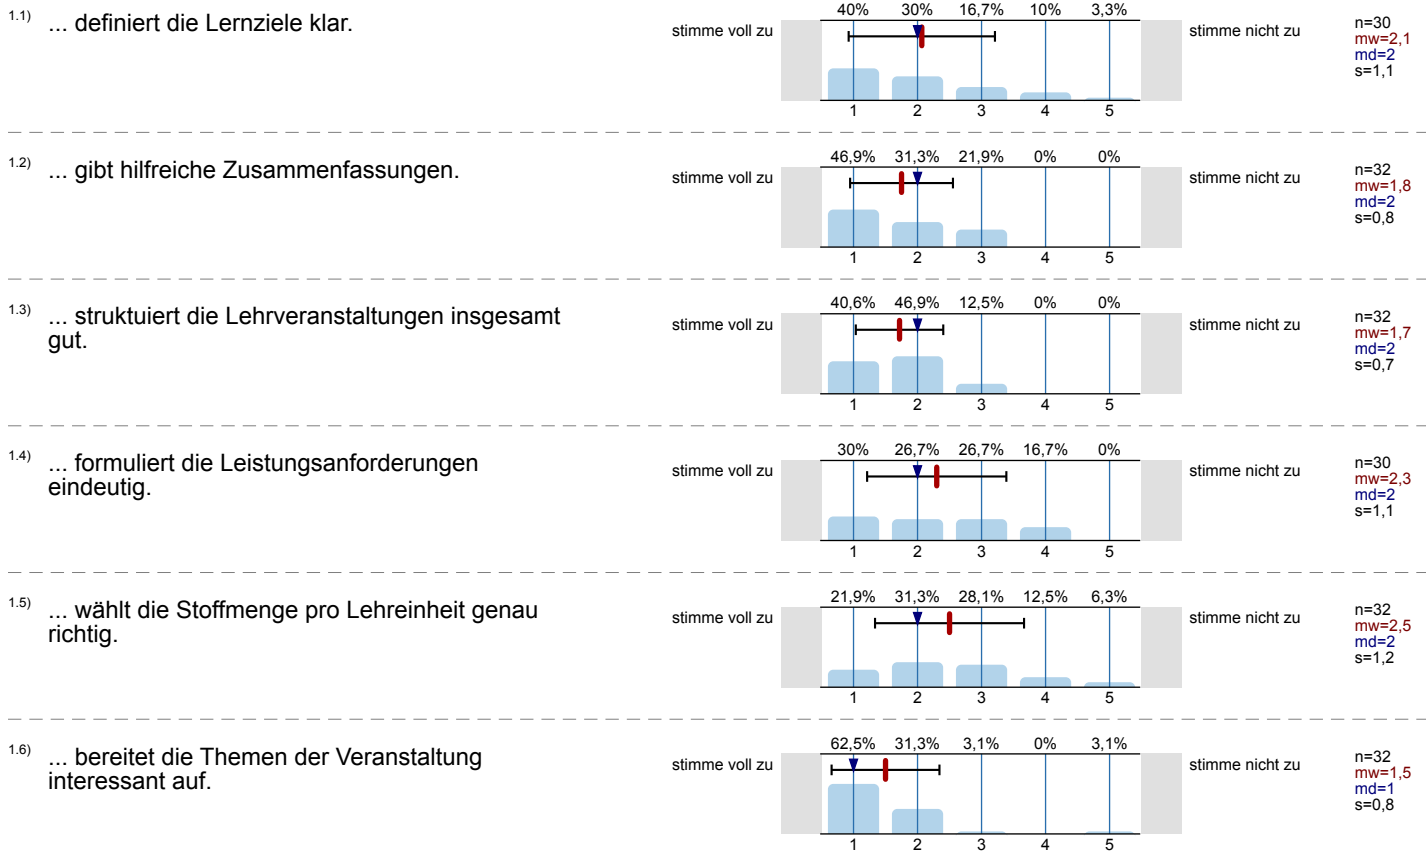 1.1) ... definiert die Lernziele klar.
stimme voll zu
40% 30% 16,7% 10% 3,3%
1 2 3 4 5
stimme nicht zu
n=30
mw=2,1
md=2
s=1,1
1.2) ... gibt hilfreiche Zusammenfassungen.
stimme voll zu
46,9% 31,3% 21,9% 0% 0%
1 2 3 4 5
stimme nicht zu
n=32
mw=1,8
md=2
s=0,8
1.3) ... struktuiert die Lehrveranstaltungen insgesamt
gut.
stimme voll zu
40,6% 46,9% 12,5% 0% 0%
1 2 3 4 5
stimme nicht zu
n=32
mw=1,7
md=2
s=0,7
1.4) ... formuliert die Leistungsanforderungen
eindeutig.
stimme voll zu
30% 26,7% 26,7% 16,7% 0%
1 2 3 4 5
stimme nicht zu
n=30
mw=2,3
md=2
s=1,1
1.5) ... wählt die Stoffmenge pro Lehreinheit genau
richtig.
stimme voll zu
21,9% 31,3% 28,1% 12,5% 6,3%
1 2 3 4 5
stimme nicht zu
n=32
mw=2,5
md=2
s=1,2
1.6) ... bereitet die Themen der Veranstaltung
interessant auf.
stimme voll zu
62,5% 31,3% 3,1% 0% 3,1%
1 2 3 4 5
stimme nicht zu
n=32
mw=1,5
md=1
s=0,8